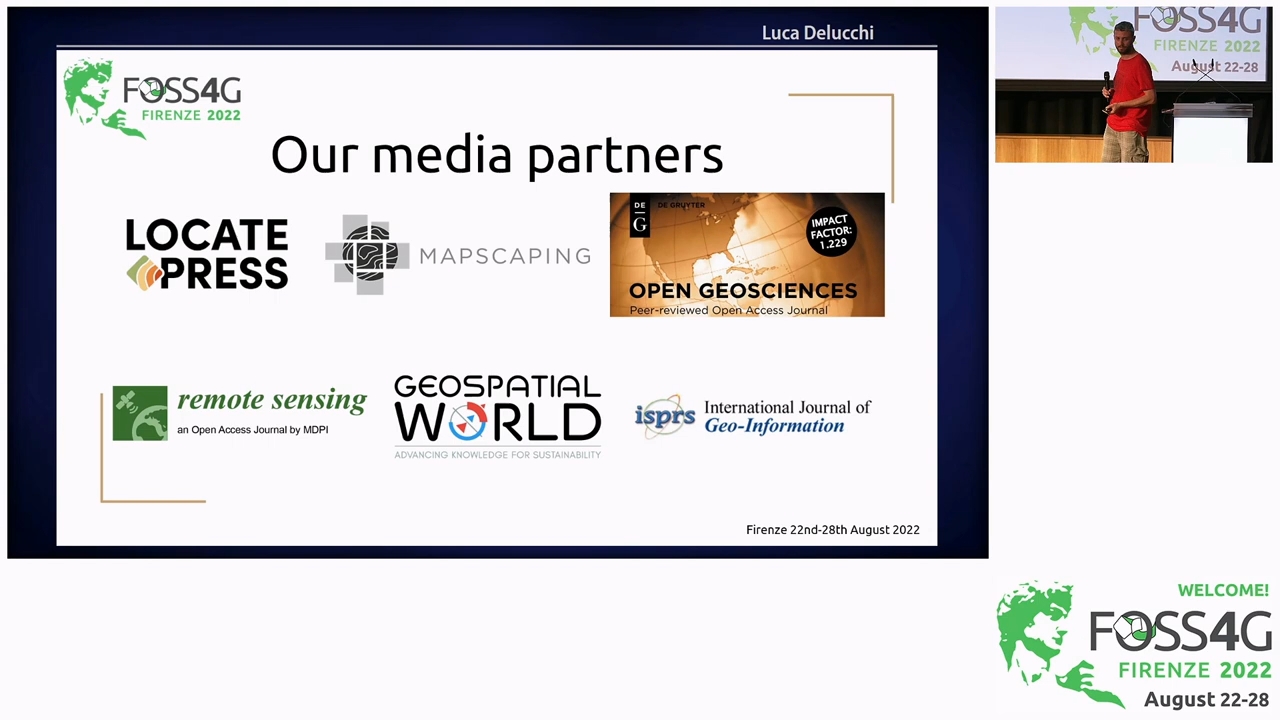 Luca Delucchi
FOSS4G
FIRENZE 2022
Our media partners
LOCATE
PRESS
MAPSCAPING
DE
G
DE GRUYTER
IMPACT
FACTOR:
1.229
OPEN GEOSCIENCES
Peer-reviewed Open Access Journal
remote sensing
an Open Access Journal by MDPI
GEOSPATIAL
WORLD
ADVANCING KNOWLEDGE FOR SUSTAINABILITY
isprs
International Journal of
Geo-Information
Firenze 22nd-28th August 2022
FOSS4G
FIRENZE 2022
August 22-28
WELCOME!
FOSS4G
FIRENZE 2022
August 22-28